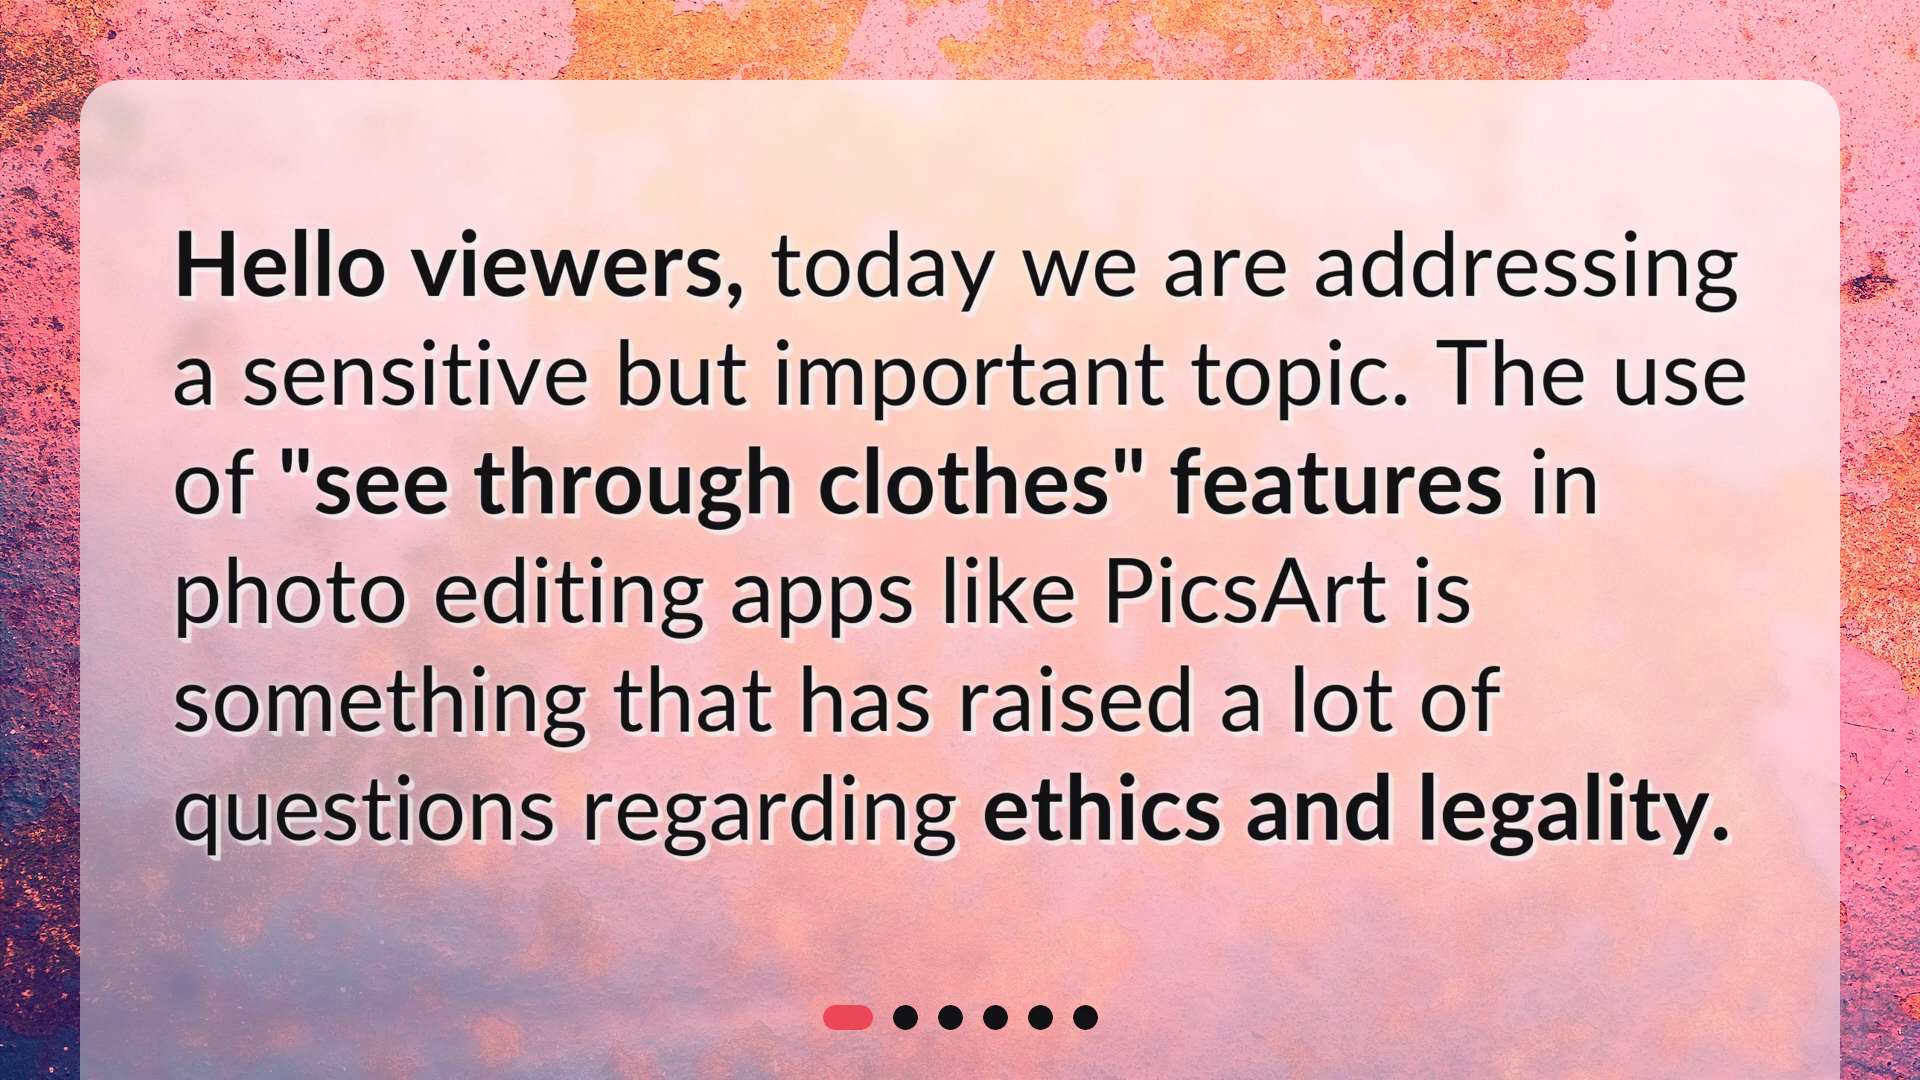 Hello viewers, today we are addressing
a sensitive but important topic. The use
of "see through clothes" features in
photo editing apps like PicsArt is
something that has raised a lot of
questions regarding ethics and legality.